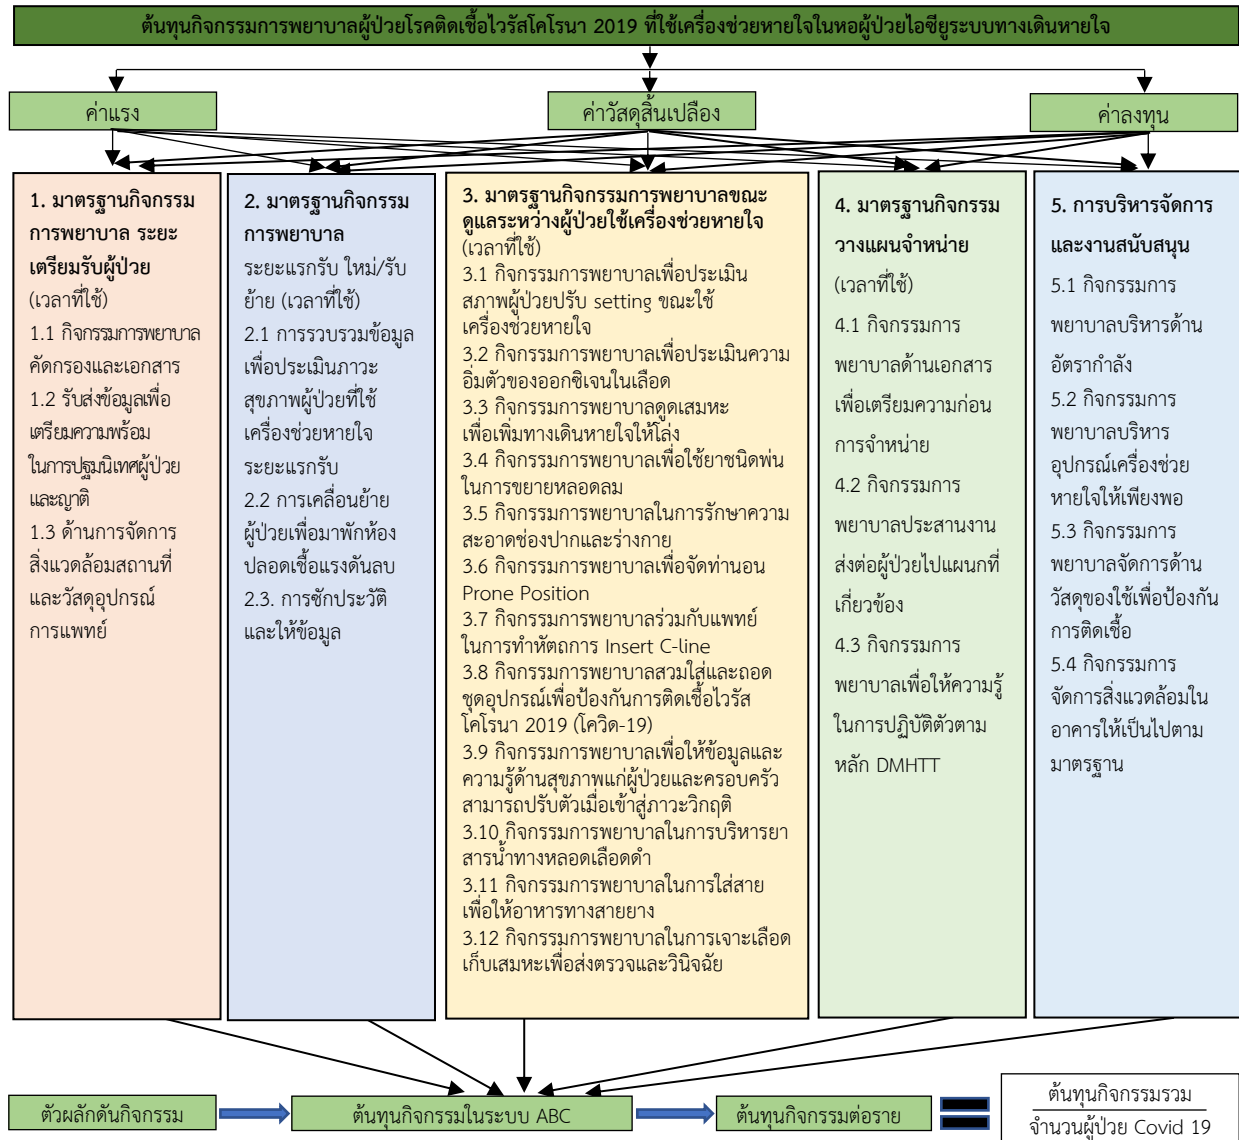 ต้นทุนกิจกรรมการพยาบาลผู้ป่วยโรคติดเชื้อไวรัสโคโรนา 2019 ที่ใช้เครื่องช่วยหายใจในหอผู้ป่วยไอซียูระบบทางเดินหายใจ
ค่าแรง
ค่าวัสดุสิ้นเปลือง
ค่าลงทุน
1. มาตรฐานกิจกรรม
การพยาบาล ระยะ
เตรียมรับผู้ป่วย
(เวลาที่ใช้)
1.1 กิจกรรมการพยาบาล
คัดกรองและเอกสาร
1.2 รับส่งข้อมูลเพื่อ
เตรียมความพร้อม
ในการปฐมนิเทศผู้ป่วย
และญาติ
1.3 ด้านการจัดการ
สิ่งแวดล้อมสถานที่
และวัสดุอุปกรณ์
การแพทย์
2. มาตรฐานกิจกรรม
การพยาบาล
ระยะแรกรับ ใหม่/รับ
ย้าย (เวลาที่ใช้)
2.1 การรวบรวมข้อมูล
เพื่อประเมินภาวะ
สุขภาพผู้ป่วยที่ใช้
เครื่องช่วยหายใจ
ระยะแรกรับ
2.2 การเคลื่อนย้าย
ผู้ป่วยเพื่อมาพักห้อง
ปลอดเชื้อแรงดันลบ
2.3. การซักประวัติ
และให้ข้อมูล
3. มาตรฐานกิจกรรมการพยาบาลขณะ
ดูแลระหว่างผู้ป่วยใช้เครื่องช่วยหายใจ
(เวลาที่ใช้)
3.1 กิจกรรมการพยาบาลเพื่อประเมิน
สภาพผู้ป่วยปรับ setting ขณะใช้
เครื่องช่วยหายใจ
3.2 กิจกรรมการพยาบาลเพื่อประเมินความ
อิ่มตัวของออกซิเจนในเลือด
3.3 กิจกรรมการพยาบาลดูดเสมหะ
เพื่อเพิ่มทางเดินหายใจให้โล่ง
3.4 กิจกรรมการพยาบาลเพื่อใช้ยาชนิดพ่น
ในการขยายหลอดลม
3.5 กิจกรรมการพยาบาลในการรักษาความ
สะอาดช่องปากและร่างกาย
3.6 กิจกรรมการพยาบาลเพื่อจัดท่านอน
Prone Position
3.7 กิจกรรมการพยาบาลร่วมกับแพทย์
ในการทำหัตถการ Insert C-line
3.8 กิจกรรมการพยาบาลสวมใส่และถอด
ชุดอุปกรณ์เพื่อป้องกันการติดเชื้อไวรัส
โคโรนา 2019 (โควิด-19)
3.9 กิจกรรมการพยาบาลเพื่อให้ข้อมูลและ
ความรู้ด้านสุขภาพแก่ผู้ป่วยและครอบครัว
สามารถปรับตัวเมื่อเข้าสู่ภาวะวิกฤติ
3.10 กิจกรรมการพยาบาลในการบริหารยา
สารน้ำทางหลอดเลือดดำ
3.11 กิจกรรมการพยาบาลในการใส่สาย
เพื่อให้อาหารทางสายยาง
3.12 กิจกรรมการพยาบาลในการเจาะเลือด
เก็บเสมหะเพื่อส่งตรวจและวินิจฉัย
4. มาตรฐานกิจกรรม
วางแผนจำหน่าย
(เวลาที่ใช้)
4.1 กิจกรรมการ
พยาบาลด้านเอกสาร
เพื่อเตรียมความก่อน
การจำหน่าย
4.2 กิจกรรมการ
พยาบาลประสานงาน
ส่งต่อผู้ป่วยไปแผนกที่
เกี่ยวข้อง
4.3 กิจกรรมการ
พยาบาลเพื่อให้ความรู้
ในการปฏิบัติตัวตาม
หลัก DMHTT
5. การบริหารจัดการ
และงานสนับสนุน
5.1 กิจกรรมการ
พยาบาลบริหารด้าน
อัตรากำลัง
5.2 กิจกรรมการ
พยาบาลบริหาร
อุปกรณ์เครื่องช่วย
หายใจให้เพียงพอ
5.3 กิจกรรมการ
พยาบาลจัดการด้าน
วัสดุของใช้เพื่อป้องกัน
การติดเชื้อ
5.4 กิจกรรมการ
จัดการสิ่งแวดล้อมใน
อาคารให้เป็นไปตาม
มาตรฐาน
ตัวผลักดันกิจกรรม
ต้นทุนกิจกรรมในระบบ ABC
ต้นทุนกิจกรรมต่อราย
ต้นทุนกิจกรรมรวม
จำนวนผู้ป่วย Covid 19